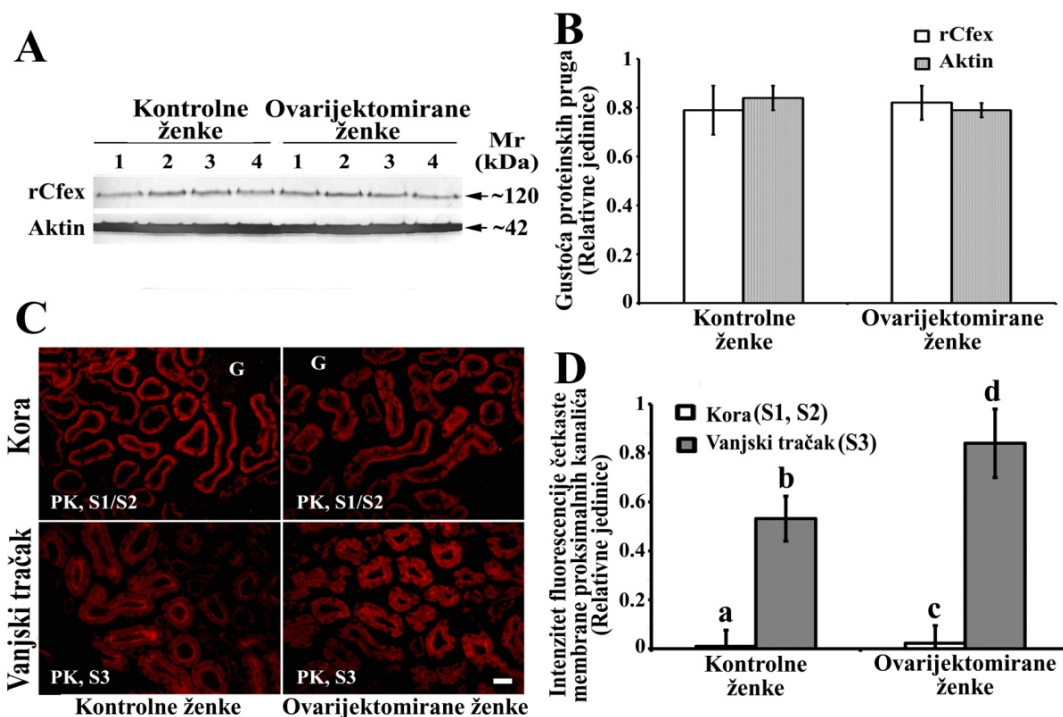 A
Kontrolne ženke
Ovarijektomirane ženke
Mr (kDa)
1 2 3 4 1 2 3 4
rCfex
~120
Aktin
~42
B
rCfex
Aktin
Gustoća proteinskih pruga
(Relativne jedinice)
1
0.8
0.6
0.4
0.2
0
Kontrolne ženke
Ovarijektomirane ženke
C
Kora
G
G
PK, S1/S2
PK, S1/S2
Vanjski tračak
PK, S3
PK, S3
Kontrolne ženke
Ovarijektomirane ženke
D
Kora (S1, S2)
Vanjski tračak (S3)
Intenzitet fluorescencije četkaste
membrane proksimalnih kanalića
(Relativne jedinice)
1
0.8
0.6
0.4
0.2
0
a
b
c
d
Kontrolne ženke
Ovarijektomirane ženke